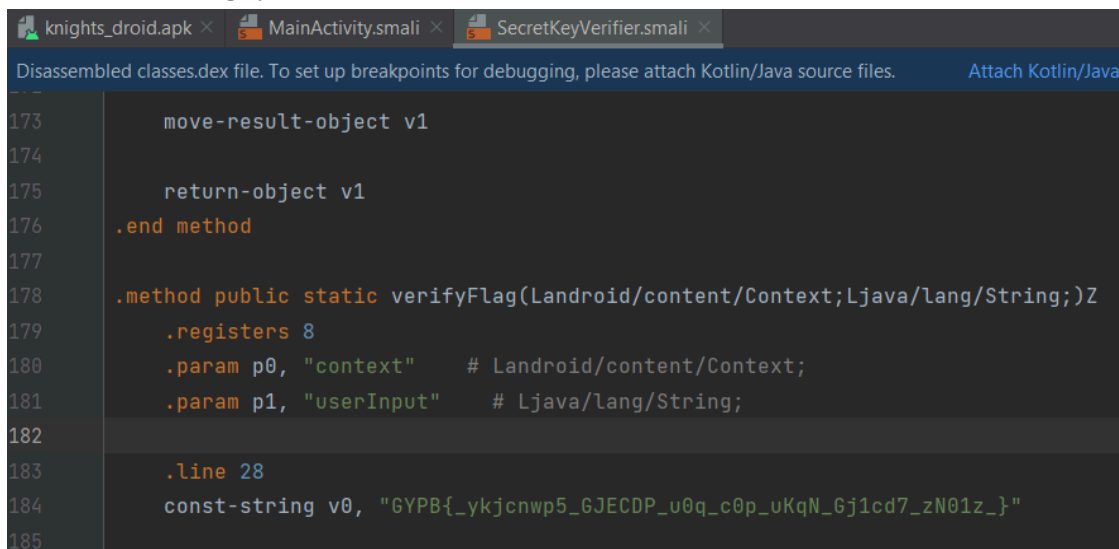 knights_droid.apk × MainActivity.smali × SecretKeyVerifier.smali ×
Disassembled classes.dex file. To set up breakpoints for debugging, please attach Kotlin/Java source files. Attach Kotlin/Java
173 move-result-object v1
174
175 return-object v1
176 .end method
177
178 .method public static verifyFlag(Landroid/content/Context;Ljava/lang/String;)Z
179 .registers 8
180 .param p0, "context" # Landroid/content/Context;
181 .param p1, "userInput" # Ljava/lang/String;
182
183 .line 28
184 const-string v0, "GYPB{_ykjcnwp5_GJECDP_u0q_c0p_uKqN_Gj1cd7_zN01z_}"
185